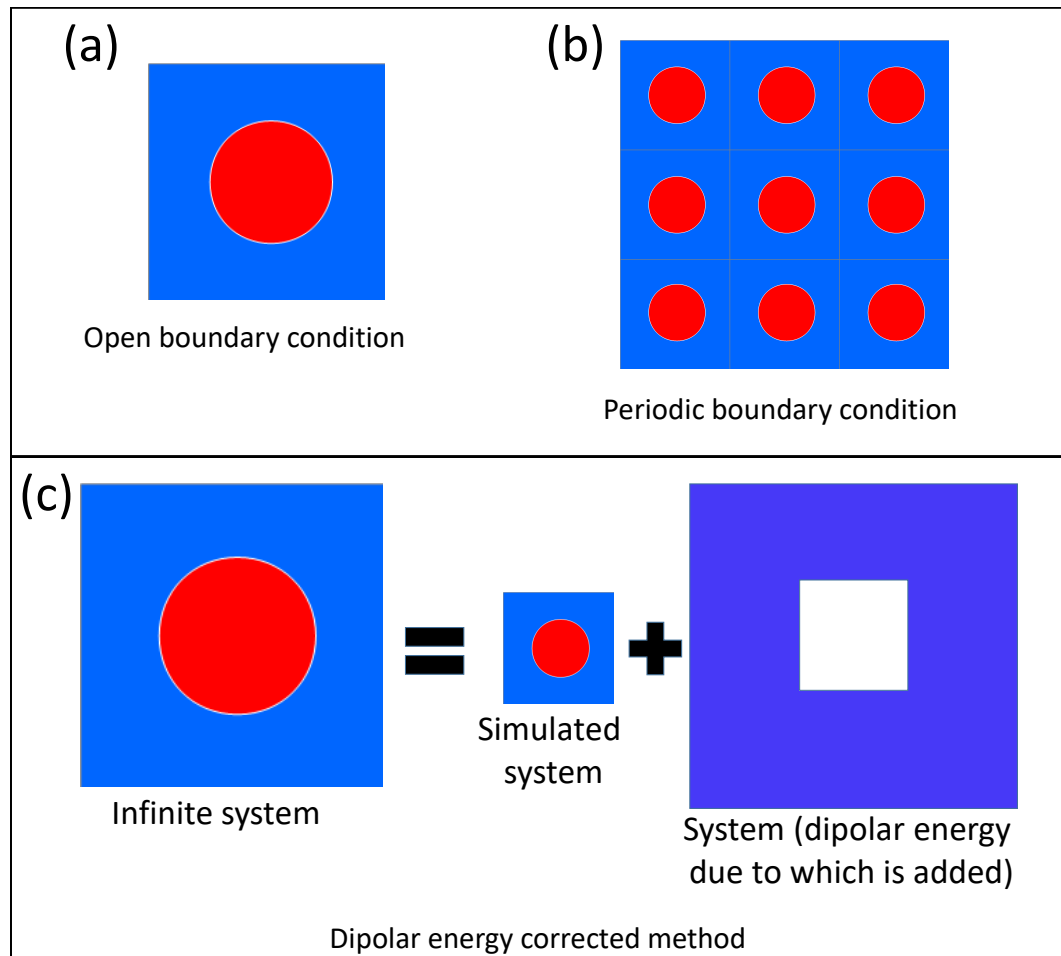 (a)
Open boundary condition
(b)
Periodic boundary condition
(c)
Infinite system
Simulated
system
System (dipolar energy
due to which is added)
Dipolar energy corrected method